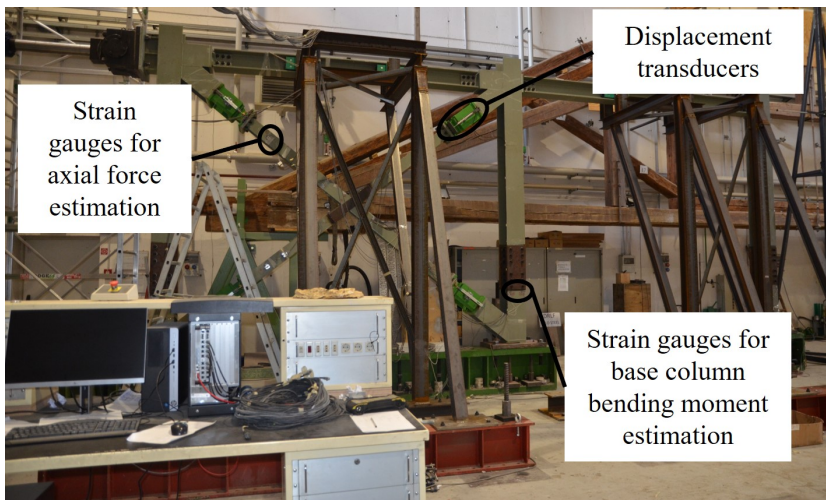 Displacement
transducers
Strain
gauges for
axial force
estimation
Strain gauges for
base column
bending moment
estimation